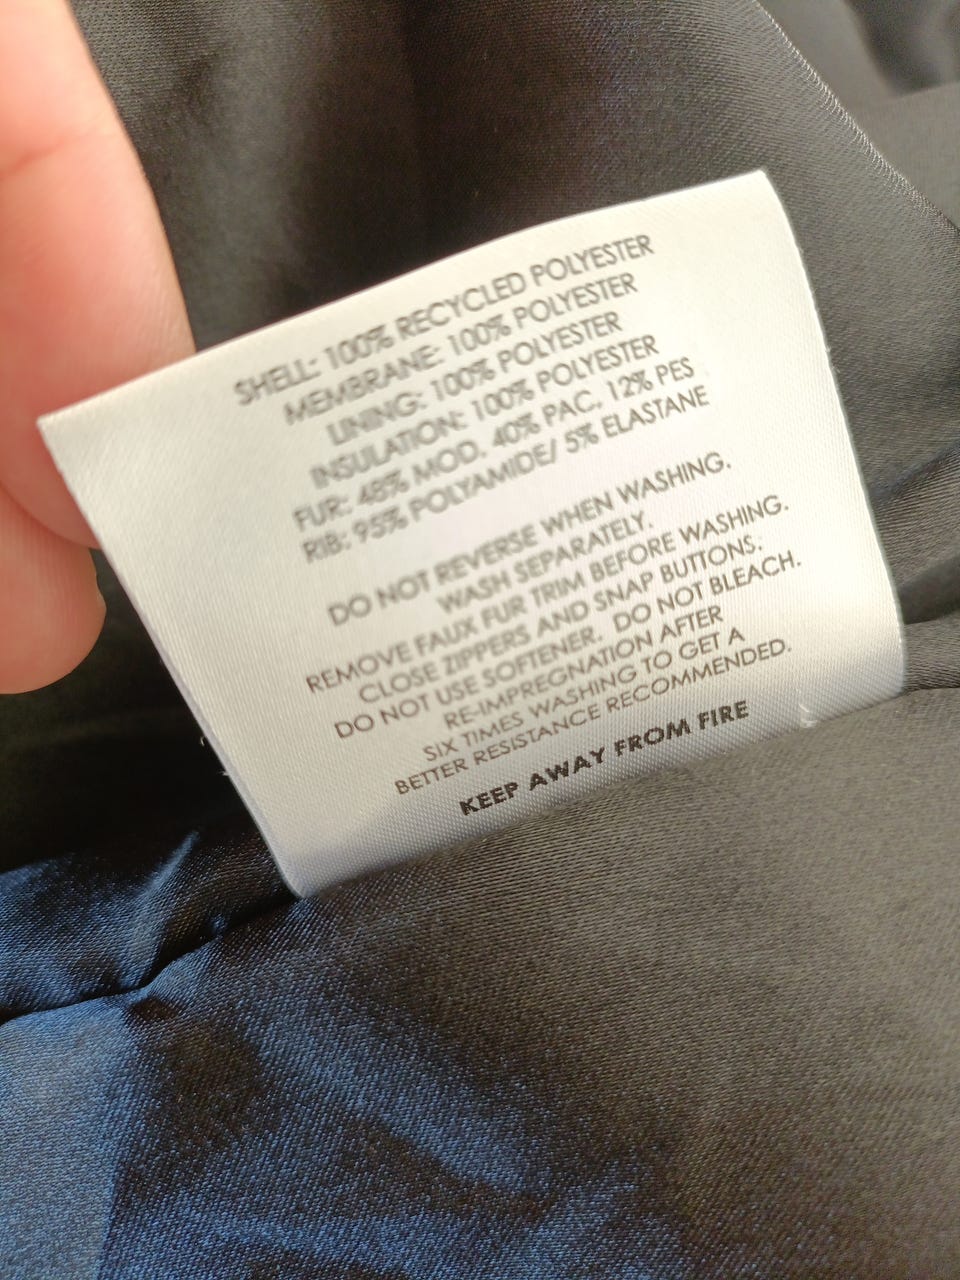 SHELL: 100% RECYCLED POLYESTER
MEMBRANE: 100% POLYESTER
LINING: 100% POLYESTER
INSULATION: 100% POLYESTER
FUR: 48% MOD. 40% PAC. 12% PES
RIB: 95% POLYAMIDE/ 5% ELASTANE
DO NOT REVERSE WHEN WASHING.
WASH SEPARATELY.
REMOVE FAUX FUR TRIM BEFORE WASHING.
CLOSE ZIPPERS AND SNAP BUTTONS.
DO NOT USE SOFTENER. DO NOT BLEACH.
RE-IMPREGNATION AFTER
SIX TIMES WASHING TO GET A
BETTER RESISTANCE RECOMMENDED.
KEEP AWAY FROM FIRE